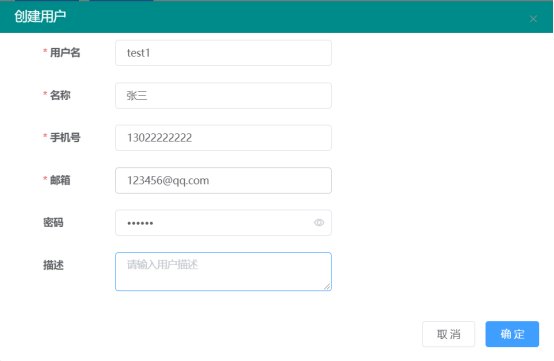 创建用户
* 用户名 test1
* 名称 张三
* 手机号 13022222222
* 邮箱 123456@qq.com
密码 ••••••
描述 请输入用户描述
取消 确定